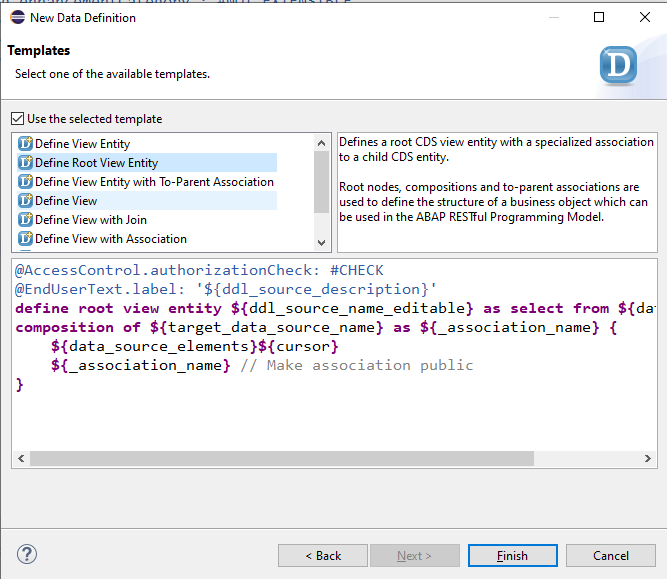 New Data Definition
Templates
Select one of the available templates.
D
Use the selected template
Define View Entity
Define Root View Entity
Define View Entity with To-Parent Association
Define View
Define View with Join
Define View with Association
Defines a root CDS view entity with a specialized association
to a child CDS entity.
Root nodes, compositions and to-parent associations are
used to define the structure of a business object which can
be used in the ABAP RESTful Programming Model.
@AccessControl.authorizationCheck: #CHECK
@EndUserText.label: '${ddl_source_description}'
define root view entity ${ddl_source_name_editable} as select from ${da
composition of ${target_data_source_name} as ${_association_name} {
${data_source_elements}${cursor}
${_association_name} // Make association public
}
?
< Back
Next >
Finish
Cancel